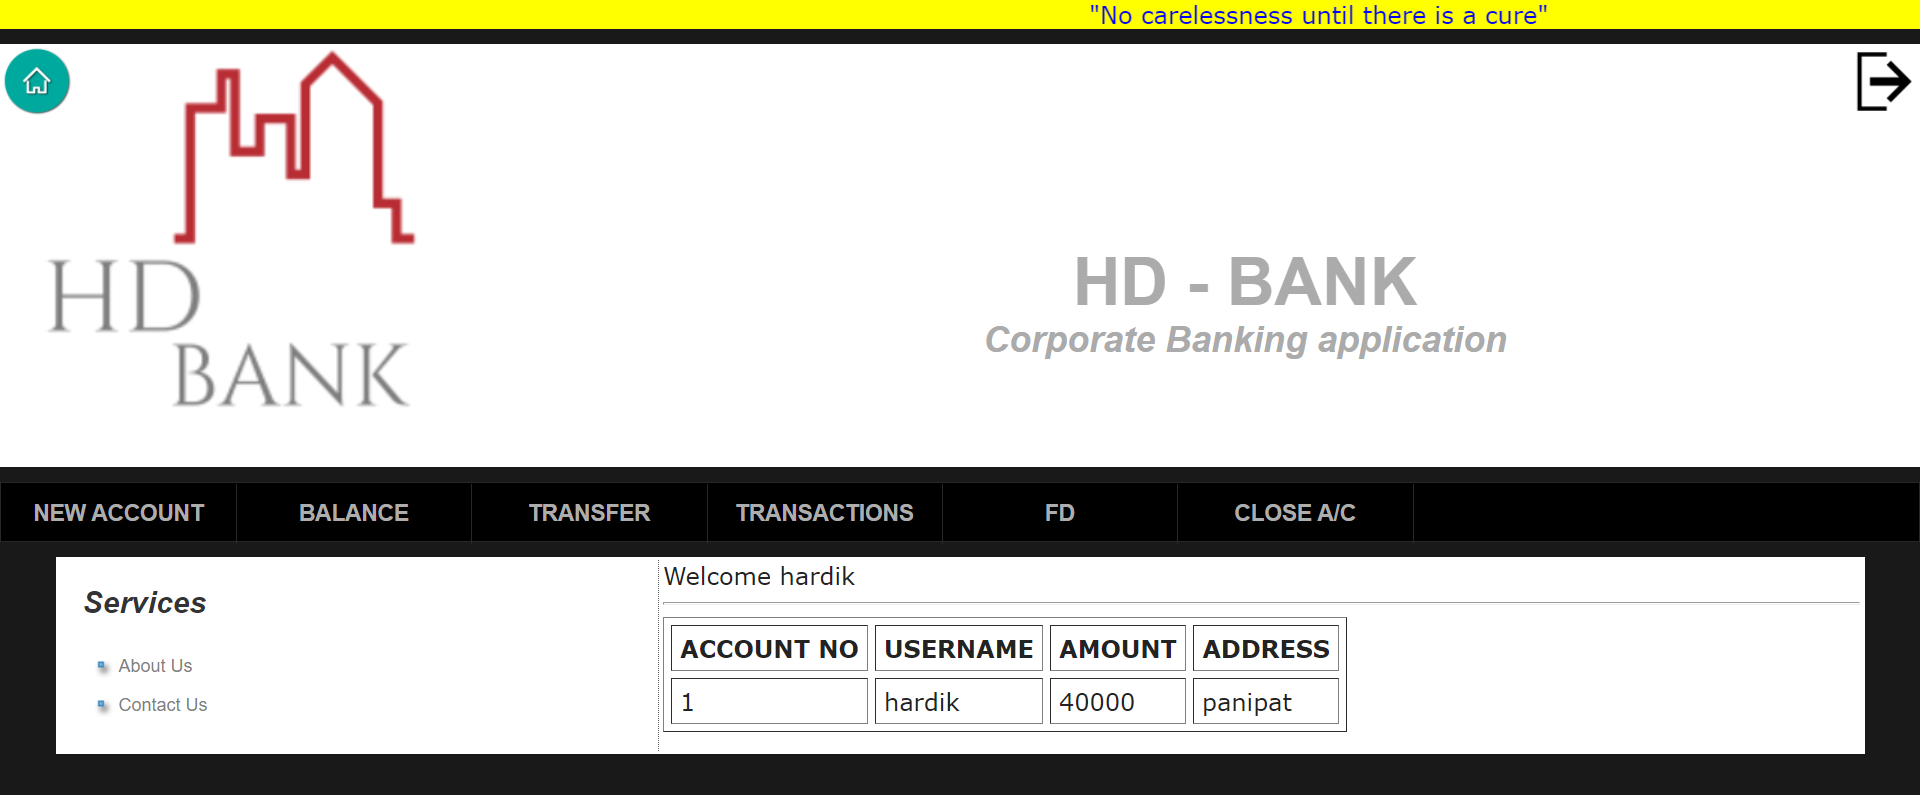 "No carelessness until there is a cure"
HD
BANK
HD - BANK
Corporate Banking application
NEW ACCOUNT BALANCE TRANSFER TRANSACTIONS FD CLOSE A/C
Services
About Us
Contact Us
Welcome hardik
ACCOUNT NO USERNAME AMOUNT ADDRESS
1 hardik 40000 panipat